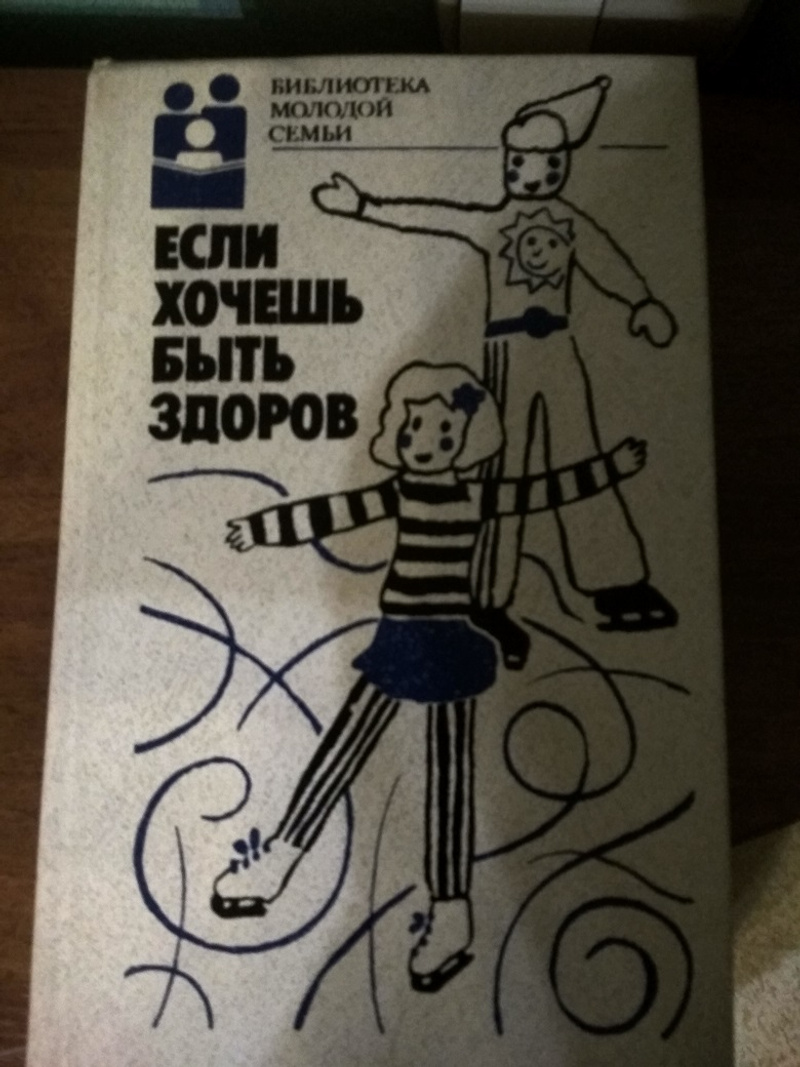 БИБЛИОТЕКА
МОЛОДОЙ
СЕМЬИ
ЕСЛИ
ХОЧЕШЬ
БЫТЬ
ЗДОРОВ